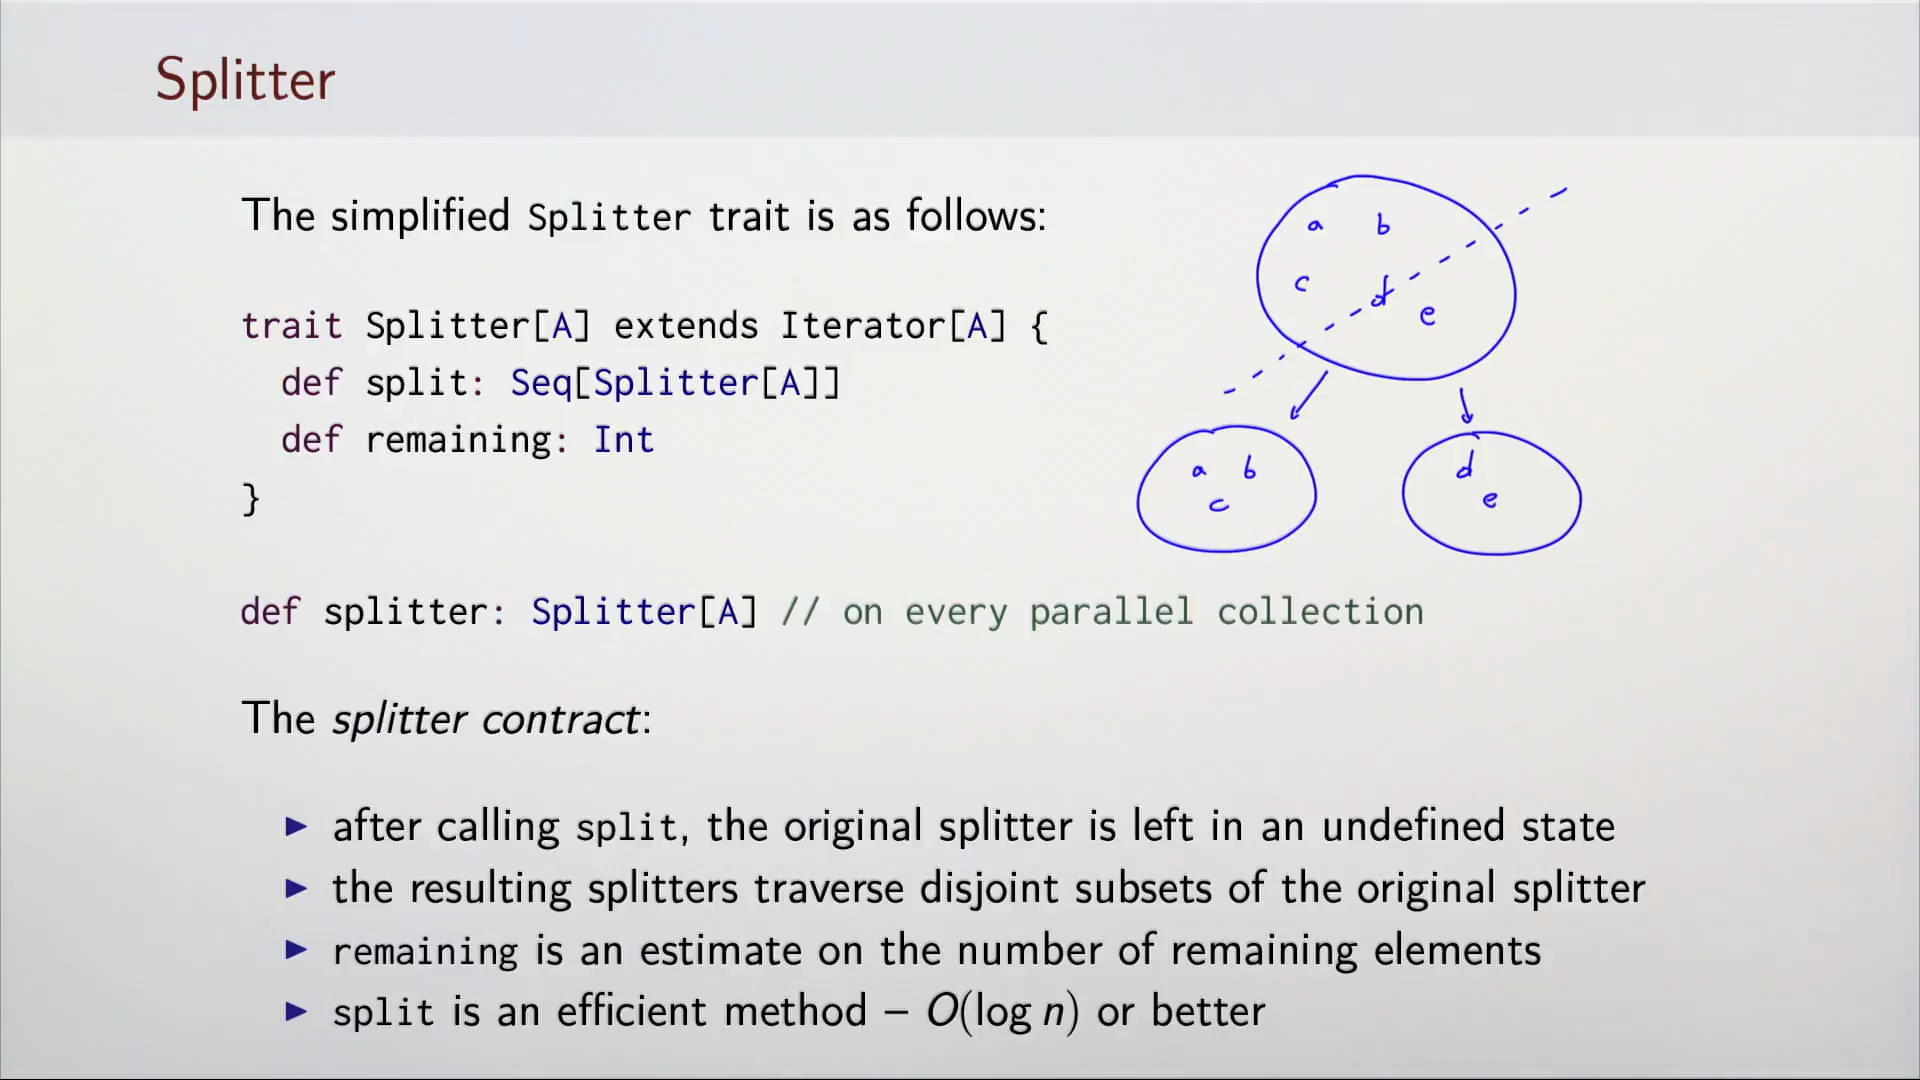 Splitter
The simplified Splitter trait is as follows:
trait Splitter[A] extends Iterator[A] {
def split: Seq[Splitter[A]]
def remaining: Int
}
def splitter: Splitter[A] // on every parallel collection
The splitter contract:
▶ after calling split, the original splitter is left in an undefined state
▶ the resulting splitters traverse disjoint subsets of the original splitter
▶ remaining is an estimate on the number of remaining elements
▶ split is an efficient method – O(log n) or better
a b
c d
e
a b
c
d
e